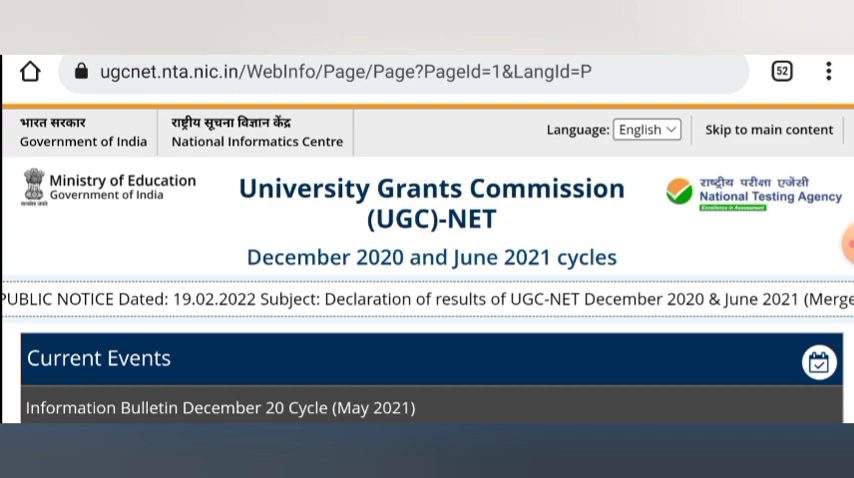 ugcnet.nta.nic.in/WebInfo/Page/Page?PageId=1&LangId=P
52
भारत सरकार
Government of India
राष्ट्रीय सूचना विज्ञान केंद्र
National Informatics Centre
Language: English
Skip to main content
Ministry of Education
Government of India
University Grants Commission
(UGC)-NET
December 2020 and June 2021 cycles
राष्ट्रीय परीक्षा एजेंसी
National Testing Agency
Excellence in Assessment
PUBLIC NOTICE Dated: 19.02.2022 Subject: Declaration of results of UGC-NET December 2020 & June 2021 (Merge
Current Events
Information Bulletin December 20 Cycle (May 2021)